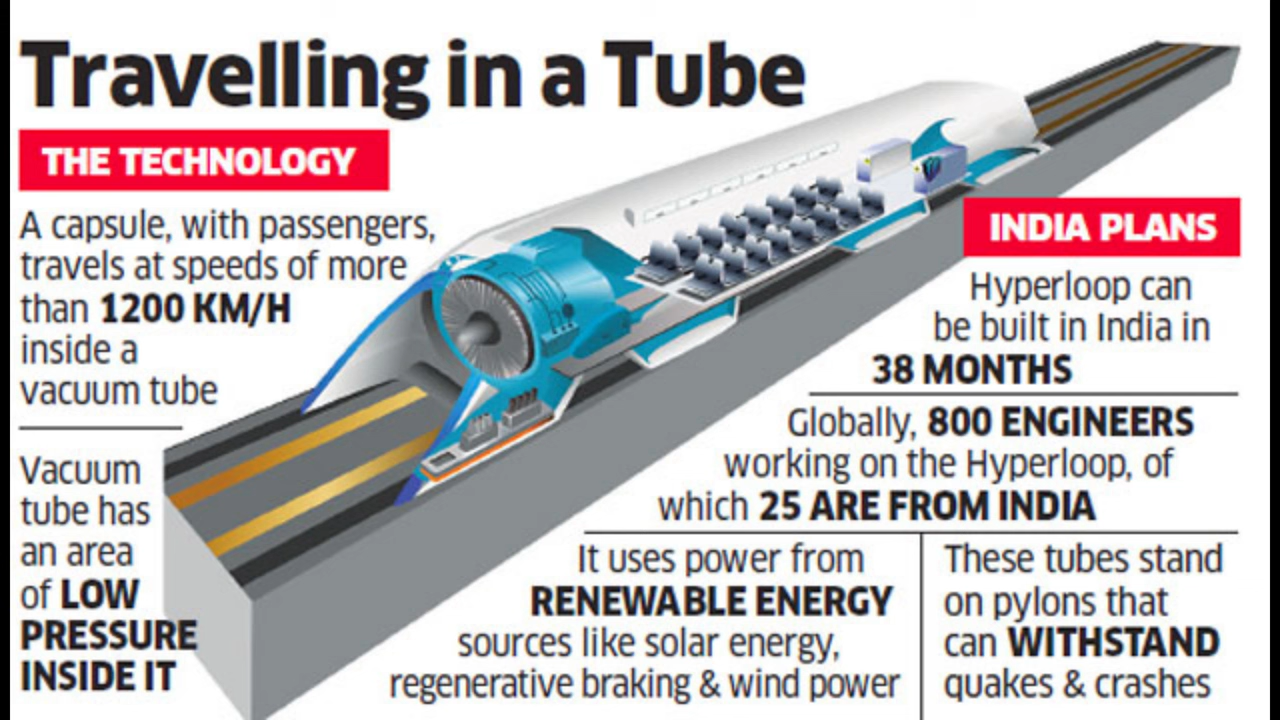 Travelling in a Tube
THE TECHNOLOGY
A capsule, with passengers,
travels at speeds of more
than 1200 KM/H
inside a
vacuum tube
Vacuum
tube has
an area
of LOW
PRESSURE
INSIDE IT
INDIA PLANS
Hyperloop can
be built in India in
38 MONTHS
Globally, 800 ENGINEERS
working on the Hyperloop, of
which 25 ARE FROM INDIA
It uses power from
RENEWABLE ENERGY
sources like solar energy,
regenerative braking & wind power
These tubes stand
on pylons that
can WITHSTAND
quakes & crashes